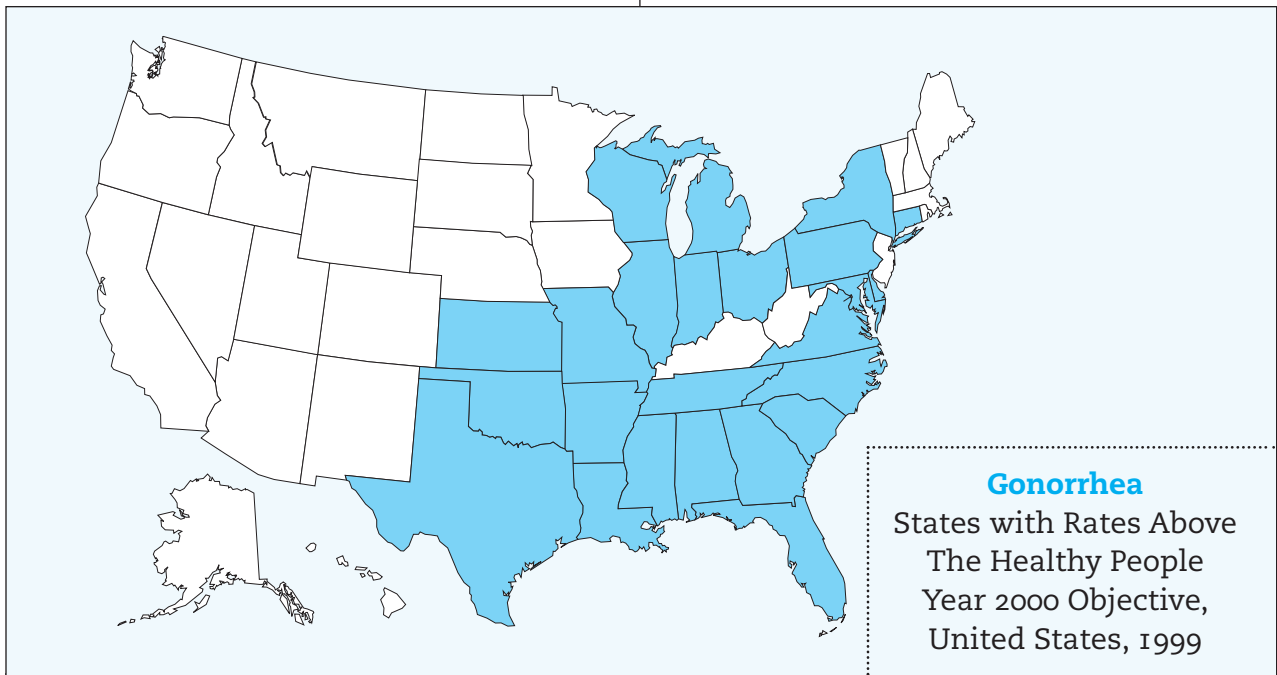 Gonorrhea
States with Rates Above
The Healthy People
Year 2000 Objective,
United States, 1999